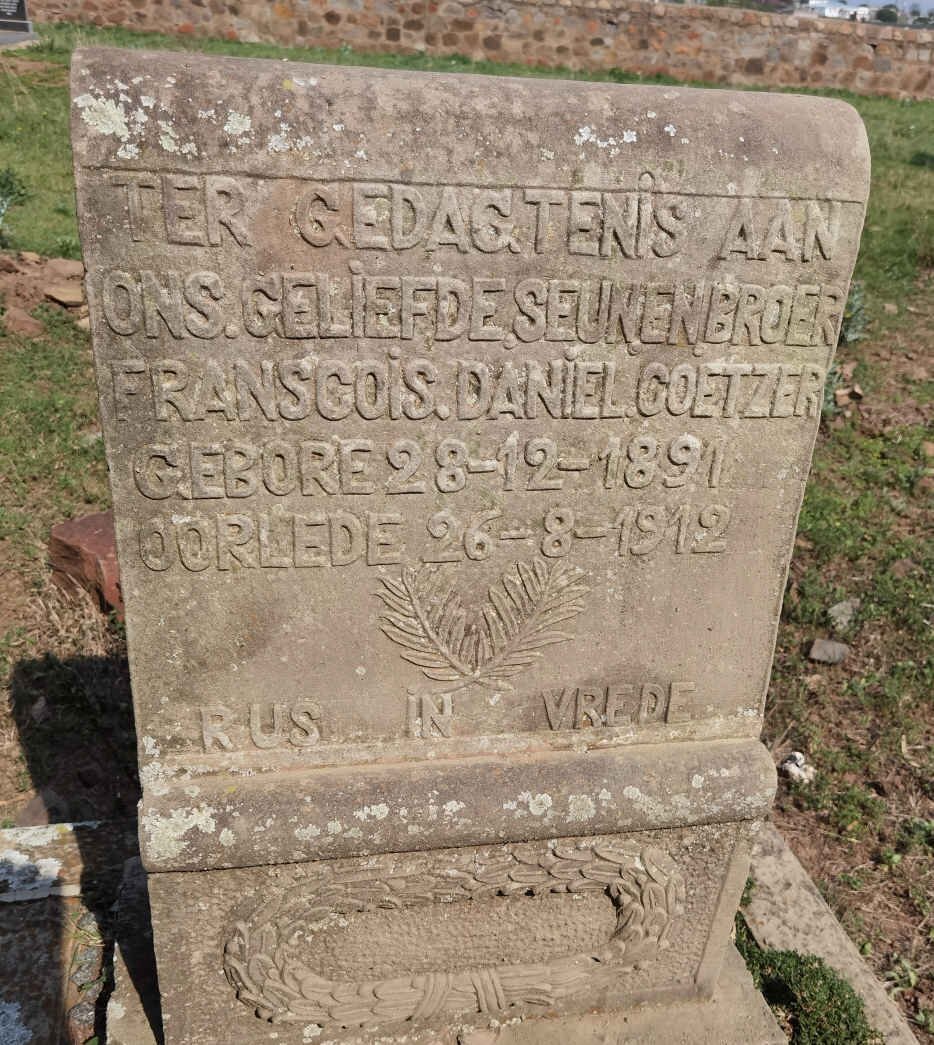 TER GEDAGTENIS AAN
ONS.GELIEFDE,SEUN,EN,BROER
FRANSCOIS.DANIEL.COETZER
GEBORE 28-12-1891
OORLEDE 26-8-1912
RUS IN VREDE